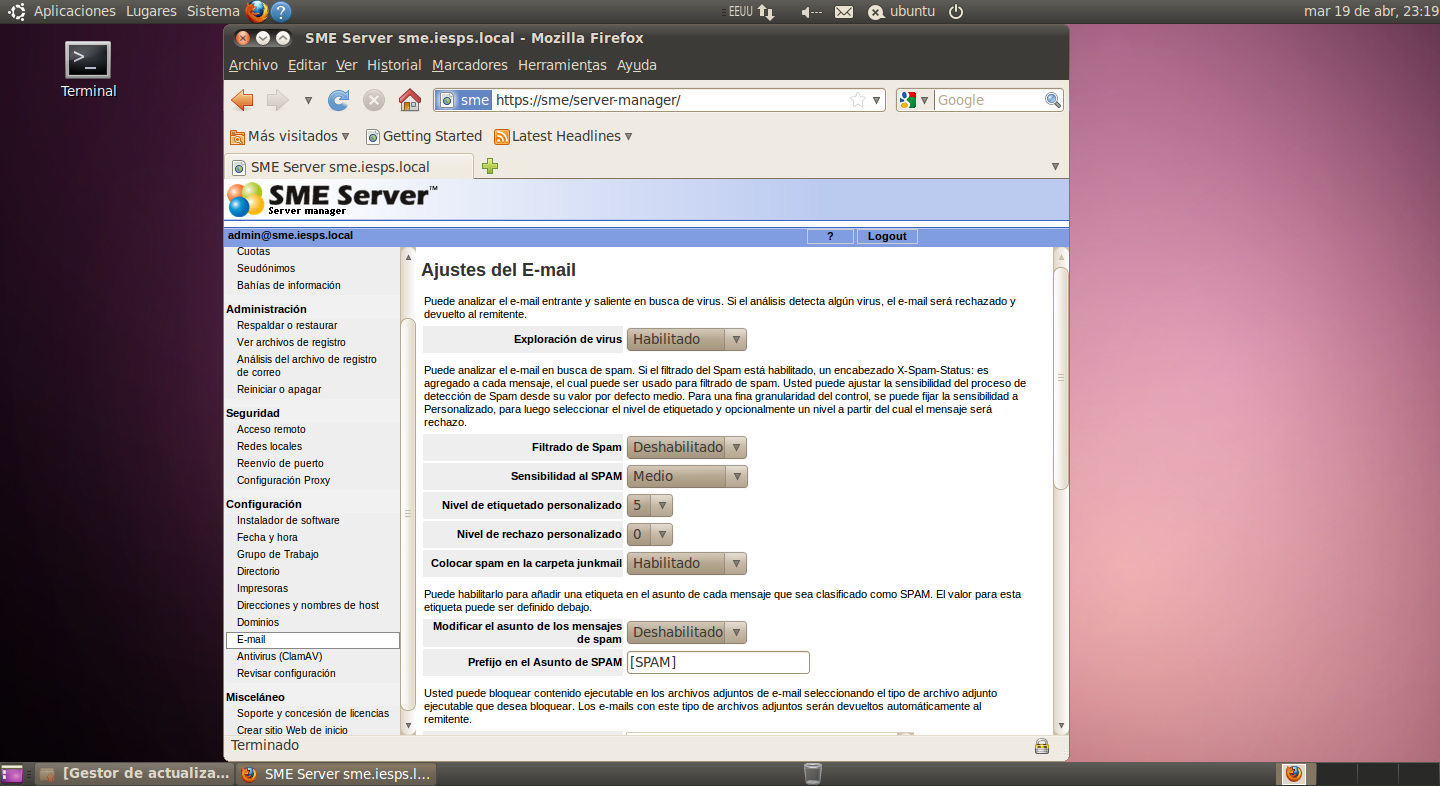 Aplicaciones Lugares Sistema ? EEUU ubuntu mar 19 de abr, 23:19
Terminal
SME Server sme.iesps.local - Mozilla Firefox
Archivo Editar Ver Historial Marcadores Herramientas Ayuda
sme https://sme/server-manager/ Google
Más visitados Getting Started Latest Headlines
SME Server sme.iesps.local
SME Server™
Server manager
admin@sme.iesps.local ? Logout
Cuotas
Seudónimos
Bahías de información
Administración
Respaldar o restaurar
Ver archivos de registro
Análisis del archivo de registro
de correo
Reiniciar o apagar
Seguridad
Acceso remoto
Redes locales
Reenvío de puerto
Configuración Proxy
Configuración
Instalador de software
Fecha y hora
Grupo de Trabajo
Directorio
Impresoras
Direcciones y nombres de host
Dominios
E-mail
Antivirus (ClamAV)
Revisar configuración
Misceláneo
Soporte y concesión de licencias
Crear sitio Web de inicio
Ajustes del E-mail
Puede analizar el e-mail entrante y saliente en busca de virus. Si el análisis detecta algún virus, el e-mail será rechazado y
devuelto al remitente.
Exploración de virus Habilitado
Puede analizar el e-mail en busca de spam. Si el filtrado del Spam está habilitado, un encabezado X-Spam-Status: es
agregado a cada mensaje, el cual puede ser usado para filtrado de spam. Usted puede ajustar la sensibilidad del proceso de
detección de Spam desde su valor por defecto medio. Para una fina granularidad del control, se puede fijar la sensibilidad a
Personalizado, para luego seleccionar el nivel de etiquetado y opcionalmente un nivel a partir del cual el mensaje será
rechazo.
Filtrado de Spam Deshabilitado
Sensibilidad al SPAM Medio
Nivel de etiquetado personalizado 5
Nivel de rechazo personalizado 0
Colocar spam en la carpeta junkmail Habilitado
Puede habilitarlo para añadir una etiqueta en el asunto de cada mensaje que sea clasificado como SPAM. El valor para esta
etiqueta puede ser definido debajo.
Modificar el asunto de los mensajes
de spam Deshabilitado
Prefijo en el Asunto de SPAM [SPAM]
Usted puede bloquear contenido ejecutable en los archivos adjuntos de e-mail seleccionando el tipo de archivo adjunto
ejecutable que desea bloquear. Los e-mails con este tipo de archivos adjuntos serán devueltos automáticamente al
remitente.
Terminado
[Gestor de actualiza... SME Server sme.iesps.l...